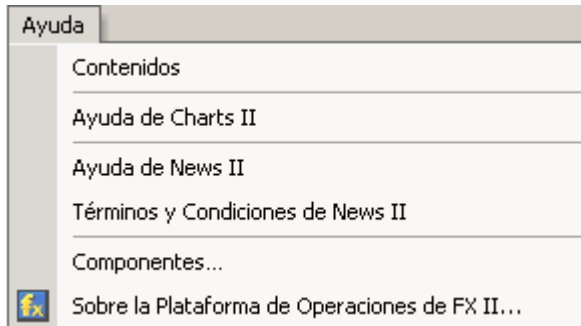 Ayuda
Contenidos
Ayuda de Charts II
Ayuda de News II
Términos y Condiciones de News II
Componentes...
fx Sobre la Plataforma de Operaciones de FX II...